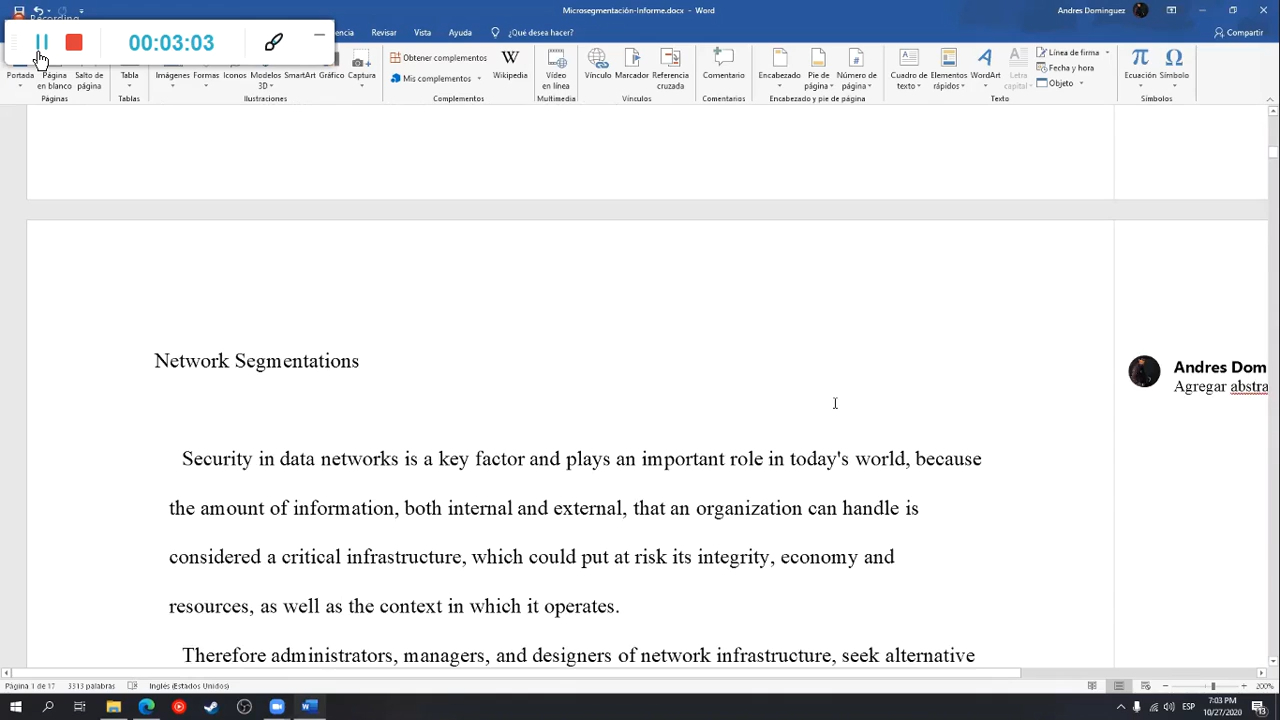 Recording
Microsegmentación-Informe.docx - Word
Andres Dominguez
00:03:03
Revisar Vista Ayuda ¿Qué desea hacer?
Compartir
Portada
Página en blanco
Salto de página
Tabla
Imágenes
Formas
Iconos
Modelos 3D
SmartArt
Gráfico
Captura
Obtener complementos
Mis complementos
Wikipedia
Vídeo en línea
Vínculo
Marcador
Referencia cruzada
Comentario
Encabezado
Pie de página
Número de página
Cuadro de texto
Elementos rápidos
WordArt
Letra capital
Línea de firma
Fecha y hora
Objeto
Ecuación
Símbolo
Páginas
Tablas
Ilustraciones
Complementos
Multimedia
Vínculos
Comentarios
Encabezado y pie de página
Texto
Símbolos
Network Segmentations
Andres Dom
Agregar abstra
Security in data networks is a key factor and plays an important role in today's world, because
the amount of information, both internal and external, that an organization can handle is
considered a critical infrastructure, which could put at risk its integrity, economy and
resources, as well as the context in which it operates.
Therefore administrators, managers, and designers of network infrastructure, seek alternative
Página 1 de 17 3313 palabras Inglés (Estados Unidos)
200%
ESP
7:03 PM
10/27/2020